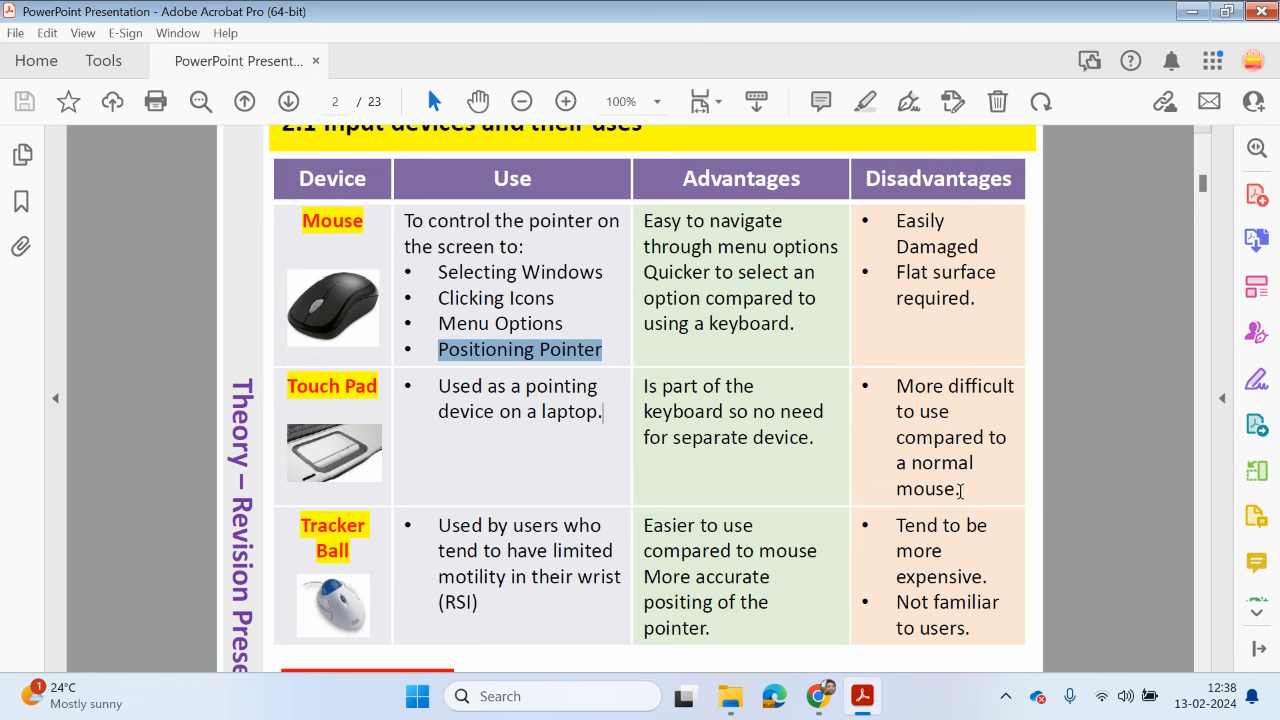 PowerPoint Presentation - Adobe Acrobat Pro (64-bit)
File Edit View E-Sign Window Help
Home Tools PowerPoint Present... ×
2 / 23 100%
2.1 Input devices and their uses
Device Use Advantages Disadvantages
Mouse
To control the pointer on
the screen to:
• Selecting Windows
• Clicking Icons
• Menu Options
• Positioning Pointer
Easy to navigate
through menu options
Quicker to select an
option compared to
using a keyboard.
• Easily
Damaged
• Flat surface
required.
Touch Pad
• Used as a pointing
device on a laptop.
Is part of the
keyboard so no need
for separate device.
• More difficult
to use
compared to
a normal
mouse.
Tracker
Ball
• Used by users who
tend to have limited
motility in their wrist
(RSI)
Easier to use
compared to mouse
More accurate
positing of the
pointer.
• Tend to be
more
expensive.
• Not familiar
to users.
Theory – Revision Prese
1
24°C
Mostly sunny
Search
12:38
13-02-2024